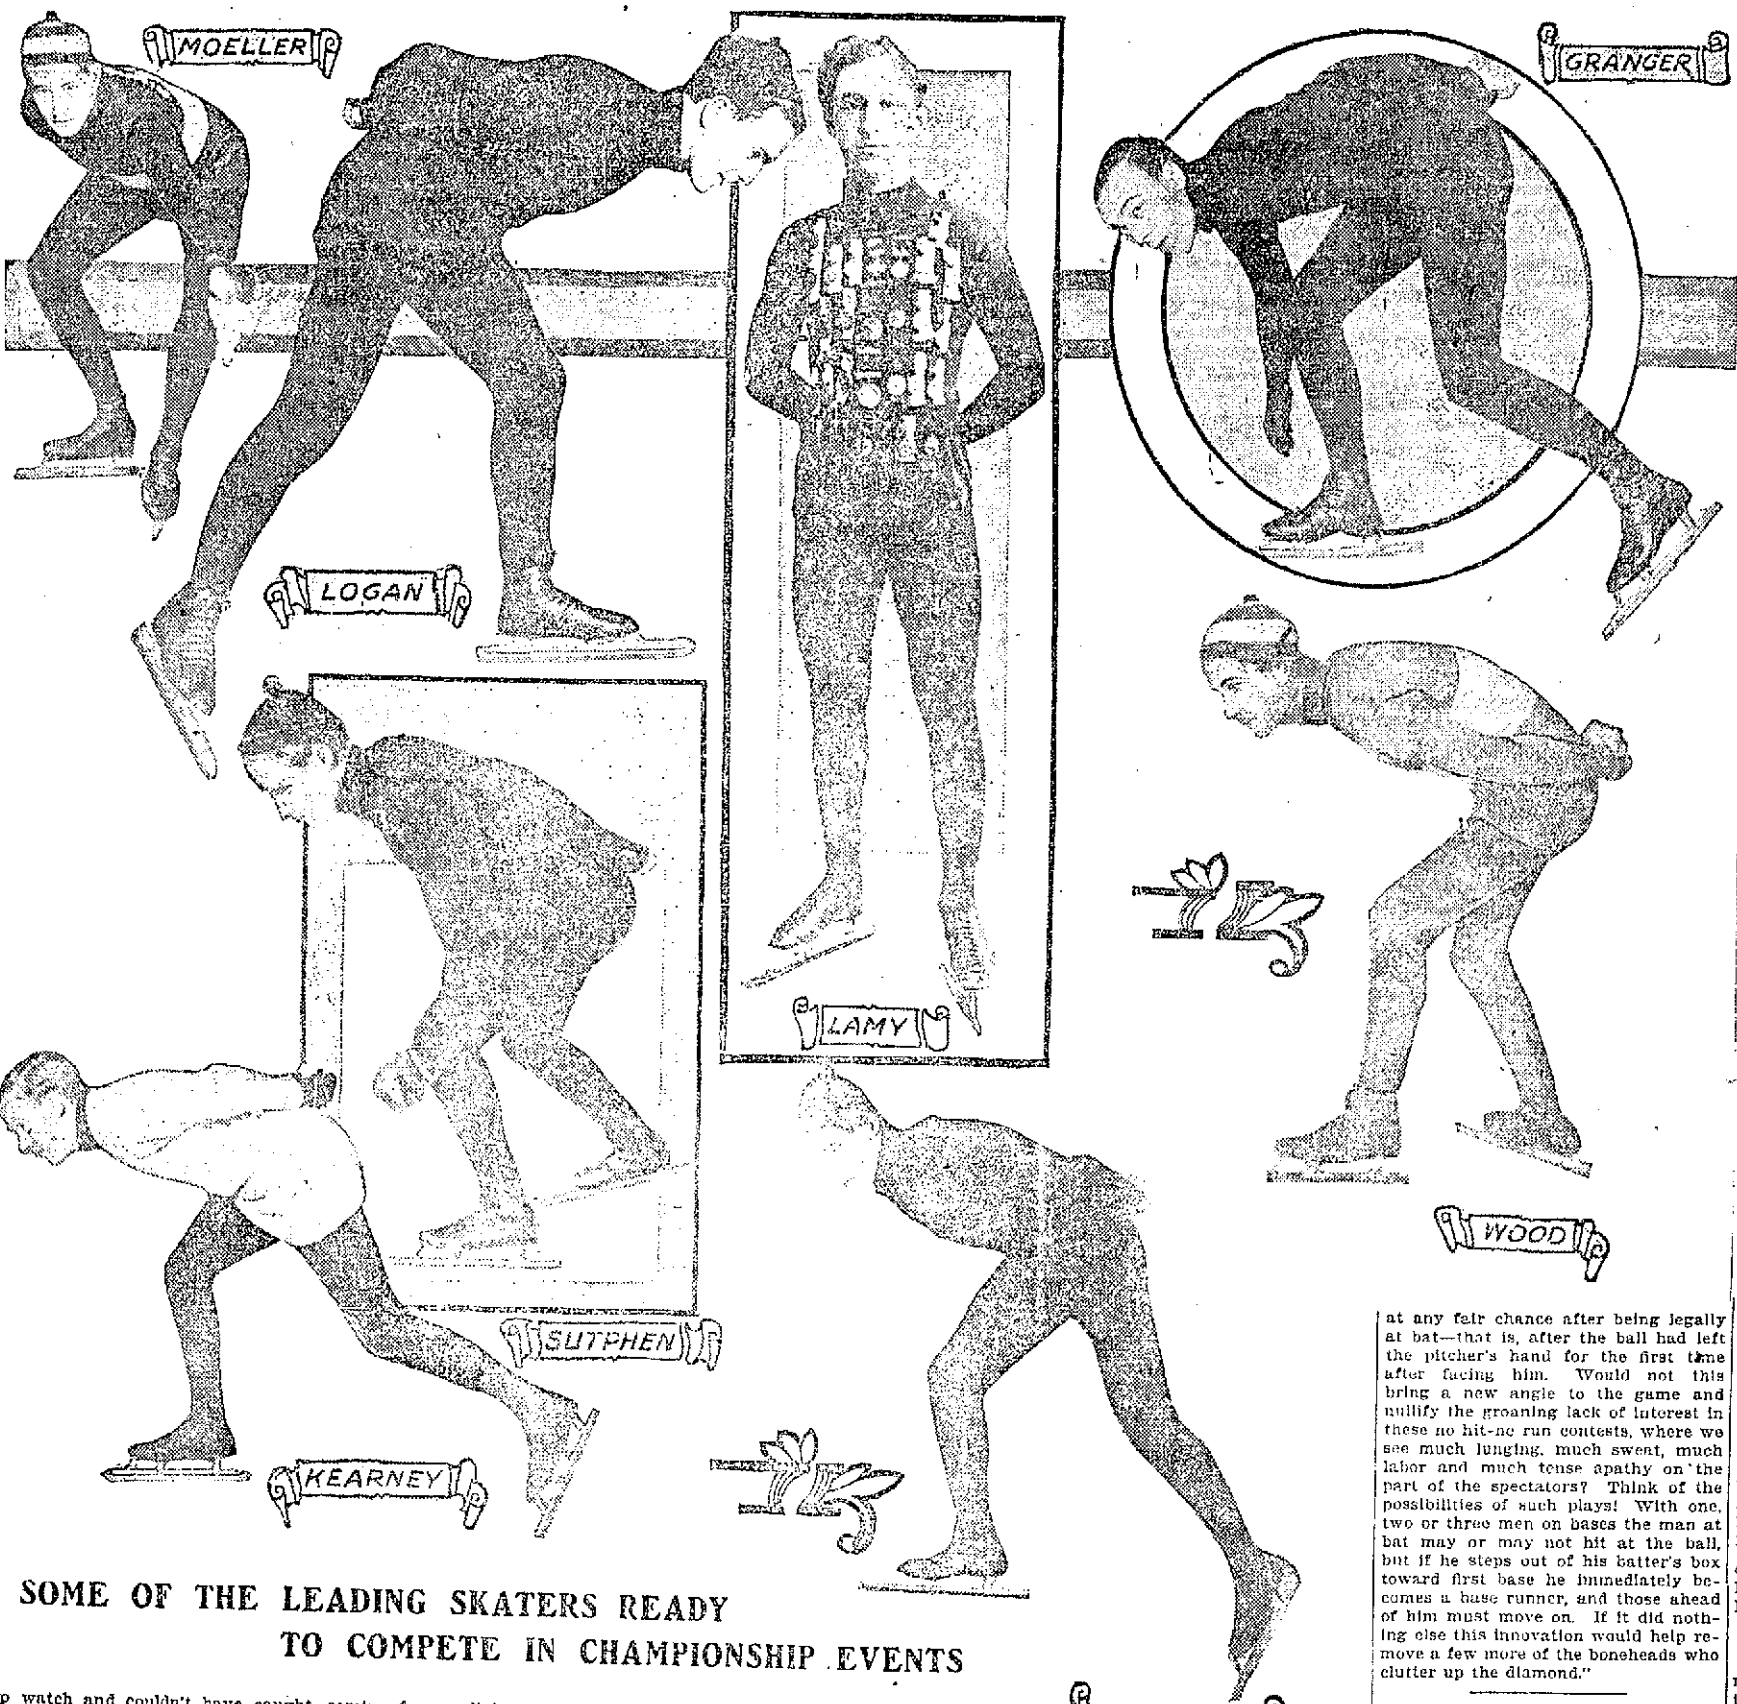 MOELLER
GRANGER
LOGAN
LAMY
WOOD
SUTPHEN
KEARNEY
SOME OF THE LEADING SKATERS READY
TO COMPETE IN CHAMPIONSHIP EVENTS
at any fair chance after being legally
at bat—that is, after the ball had left
the pitcher's hand for the first time
after facing him. Would not this
bring a new angle to the game and
nullify the groaning lack of interest in
these no hit-no run contests, where we
see much lunging, much sweat, much
labor and much tense apathy on the
part of the spectators? Think of the
possibilities of such plays! With one,
two or three men on bases the man at
bat may or may not hit at the ball,
but if he steps out of his batter's box
toward first base he immediately be-
comes a base runner, and those ahead
of him must move on. If it did noth-
ing else this innovation would help re-
move a few more of the boneheads who
clutter up the diamond."
watch and couldn't have caught